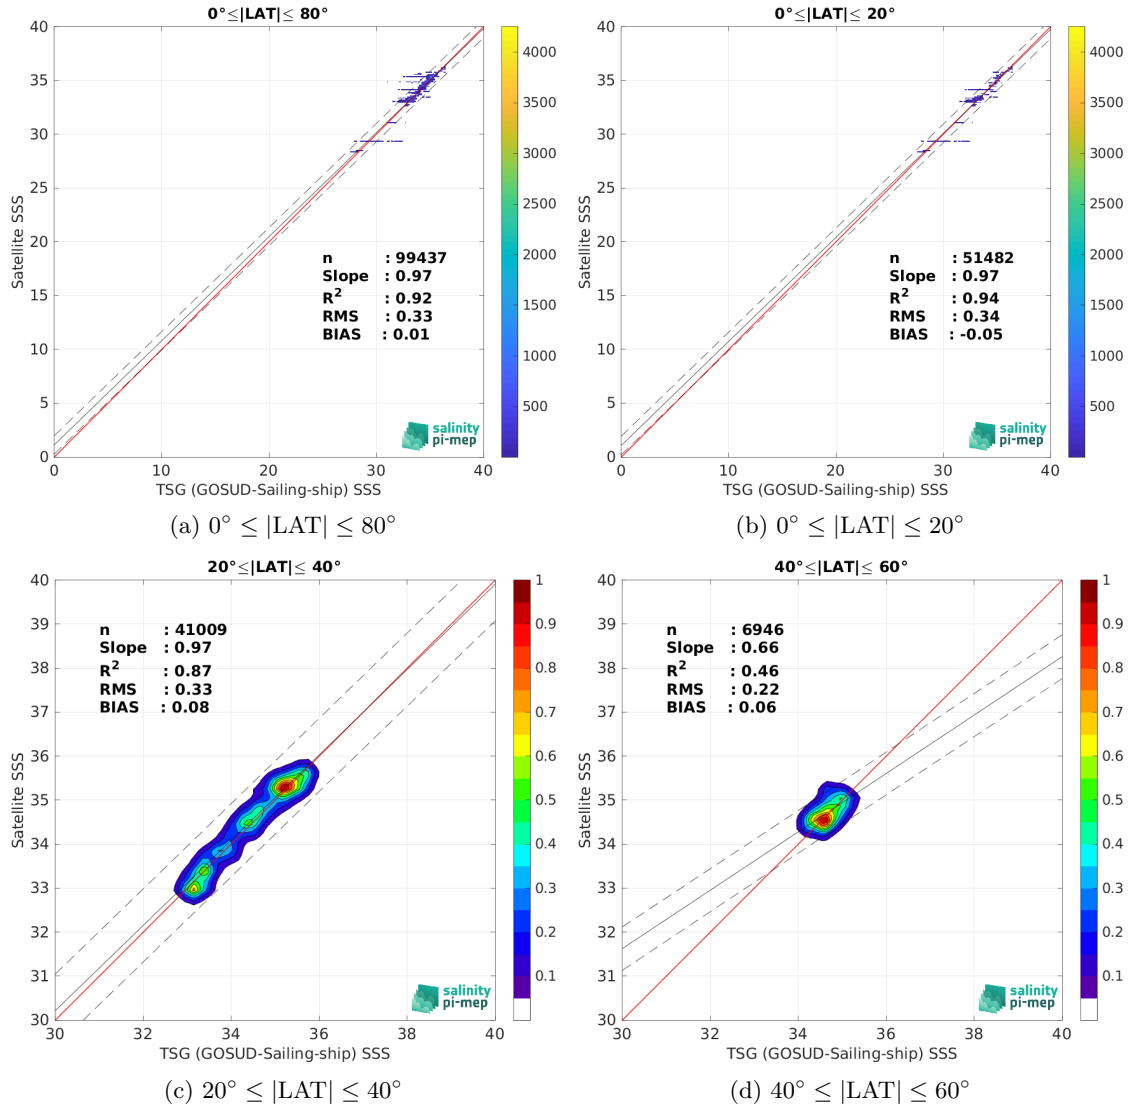 0°≤|LAT|≤ 80°
40
35
30
25
20
15
10
5
0
Satellite SSS
n : 99437
Slope : 0.97
R² : 0.92
RMS : 0.33
BIAS : 0.01
salinity
pi-mep
0 10 20 30 40
TSG (GOSUD-Sailing-ship) SSS
4000
3500
3000
2500
2000
1500
1000
500
(a) 0° ≤ |LAT| ≤ 80°
0°≤|LAT|≤ 20°
40
35
30
25
20
15
10
5
0
Satellite SSS
n : 51482
Slope : 0.97
R² : 0.94
RMS : 0.34
BIAS : -0.05
salinity
pi-mep
0 10 20 30 40
TSG (GOSUD-Sailing-ship) SSS
4000
3500
3000
2500
2000
1500
1000
500
(b) 0° ≤ |LAT| ≤ 20°
20°≤|LAT|≤ 40°
40
39
38
37
36
35
34
33
32
31
30
Satellite SSS
n : 41009
Slope : 0.97
R² : 0.87
RMS : 0.33
BIAS : 0.08
salinity
pi-mep
30 32 34 36 38 40
TSG (GOSUD-Sailing-ship) SSS
1
0.9
0.8
0.7
0.6
0.5
0.4
0.3
0.2
0.1
(c) 20° ≤ |LAT| ≤ 40°
40°≤|LAT|≤ 60°
40
39
38
37
36
35
34
33
32
31
30
Satellite SSS
n : 6946
Slope : 0.66
R² : 0.46
RMS : 0.22
BIAS : 0.06
salinity
pi-mep
30 32 34 36 38 40
TSG (GOSUD-Sailing-ship) SSS
1
0.9
0.8
0.7
0.6
0.5
0.4
0.3
0.2
0.1
(d) 40° ≤ |LAT| ≤ 60°